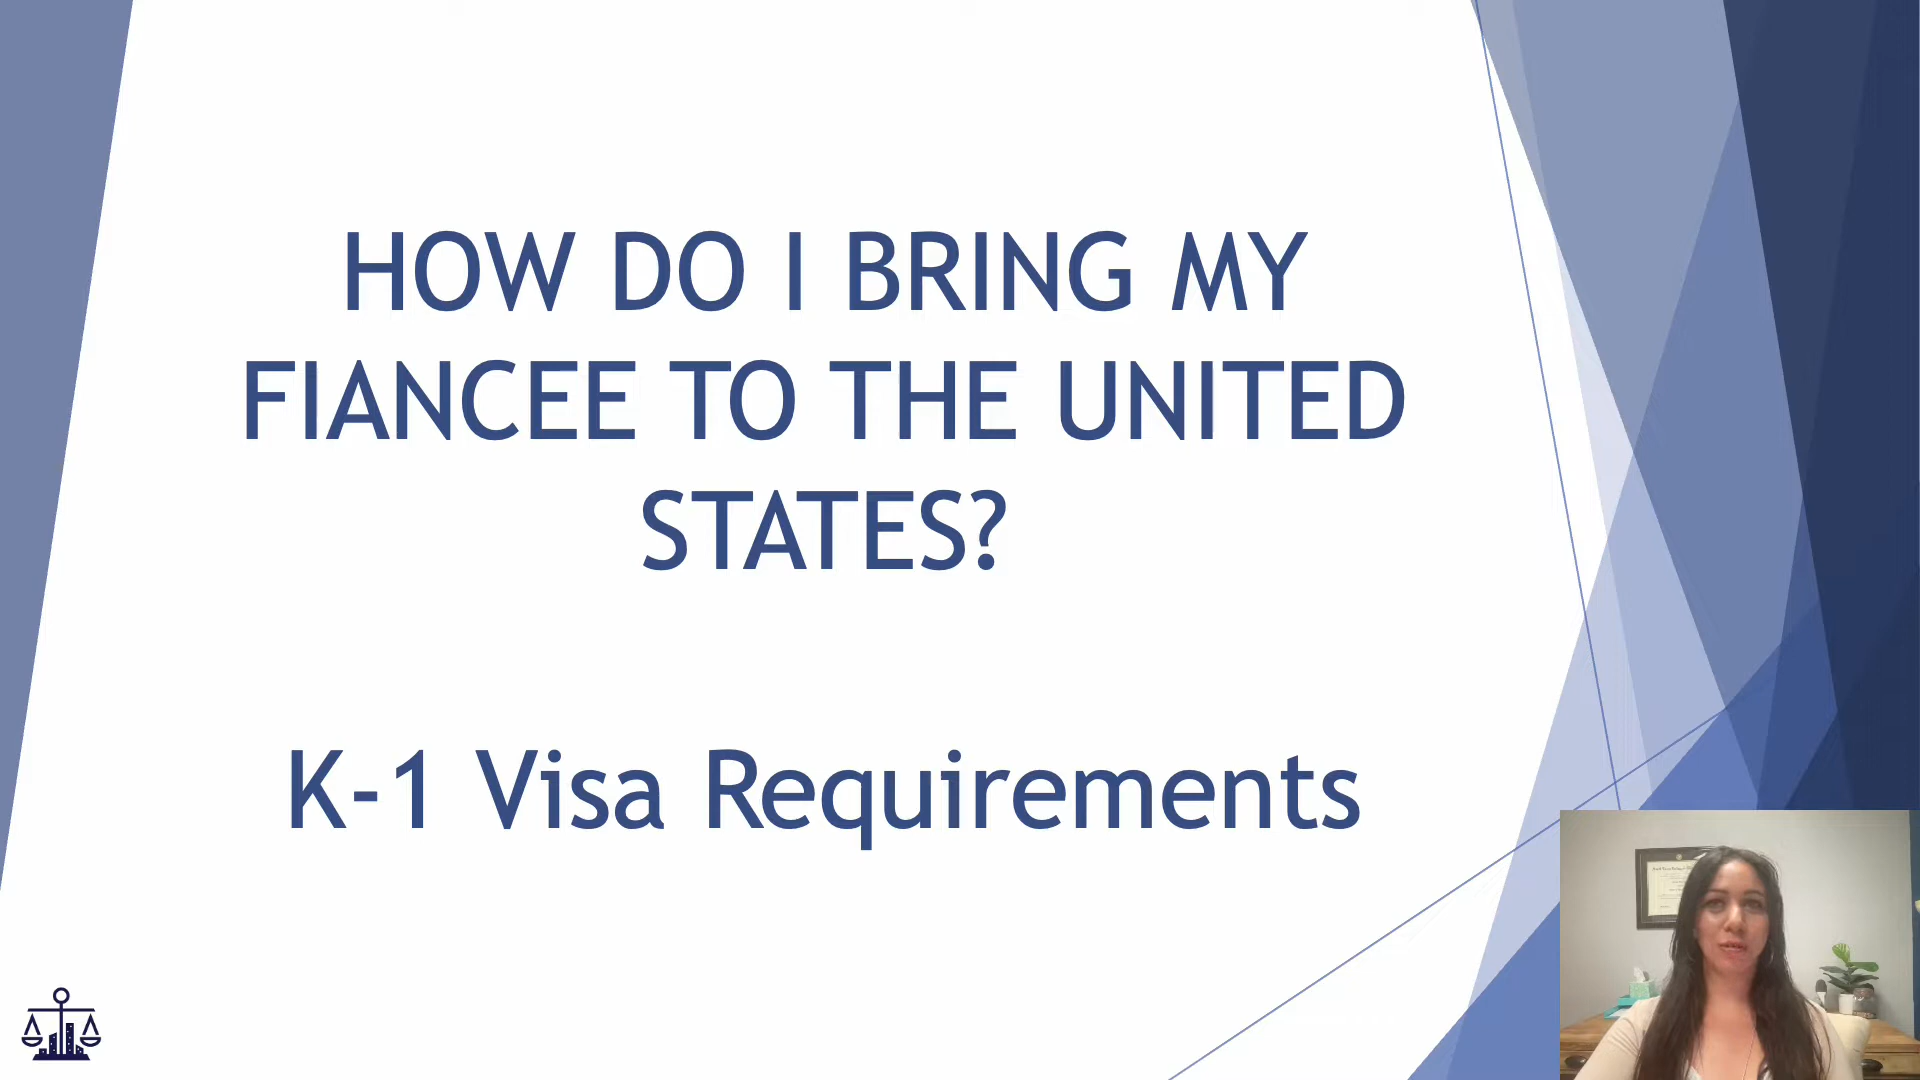 HOW DO I BRING MY
FIANCEE TO THE UNITED
STATES?
K-1 Visa Requirements